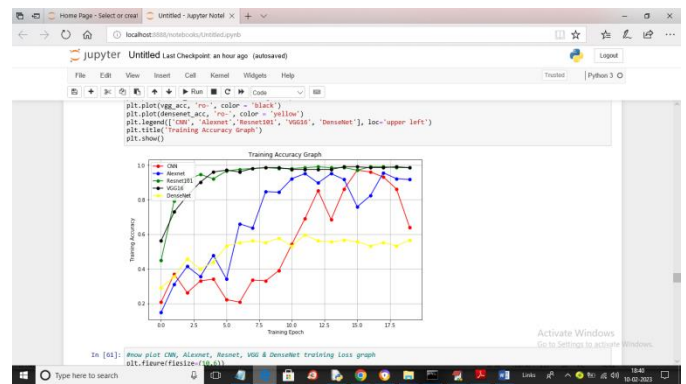 Home Page - Select or creat
Untitled - Jupyter Notel
localhost:8888/notebooks/Untitled.ipynb
jupyter Untitled Last Checkpoint: an hour ago (autosaved)
Logout
File Edit View Insert Cell Kernel Widgets Help
Trusted
Python 3
Run
Code
plt.plot(vgg_acc, 'ro-', color = 'black')
plt.plot(densenet_acc, 'ro-', color = 'yellow')
plt.legend(['CNN', 'Alexnet','Resnet101', 'VGG16', 'DenseNet'], loc='upper left')
plt.title('Training Accuracy Graph')
plt.show()
Training Accuracy Graph
CNN
Alexnet
Resnet101
VGG16
DenseNet
1.0
0.8
0.6
0.4
0.2
Training Accuracy
0.0 2.5 5.0 7.5 10.0 12.5 15.0 17.5
Training Epoch
Activate Windows
Go to Settings to activate Windows.
In [61]: #now plot CNN, Alexnet, Resnet, VGG & DenseNet training Loss graph
plt.figure(figsize=(10,6))
Type here to search
Links
18:40
10-02-2023